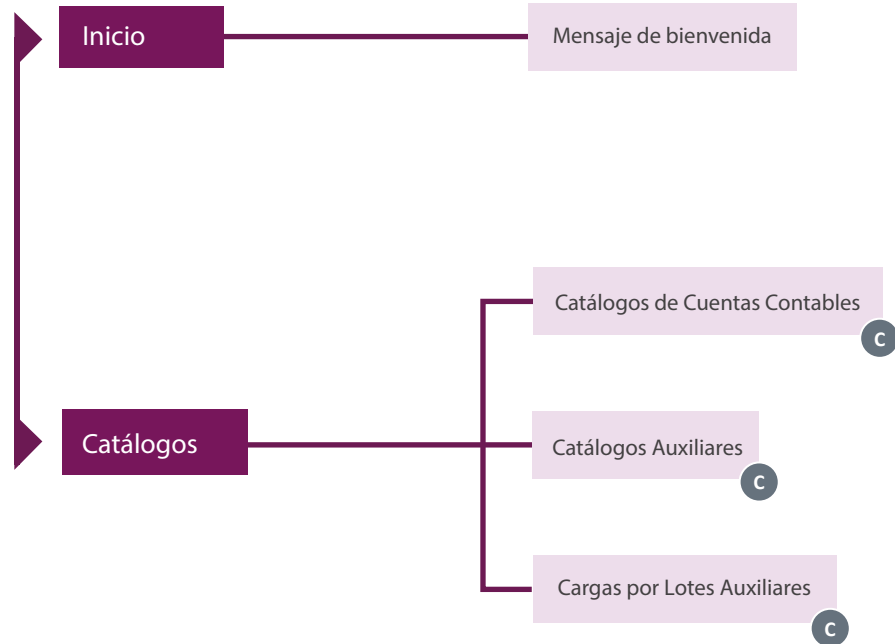 Inicio
Mensaje de bienvenida
Catálogos de Cuentas Contables
C
Catálogos
Catálogos Auxiliares
C
Cargas por Lotes Auxiliares
C